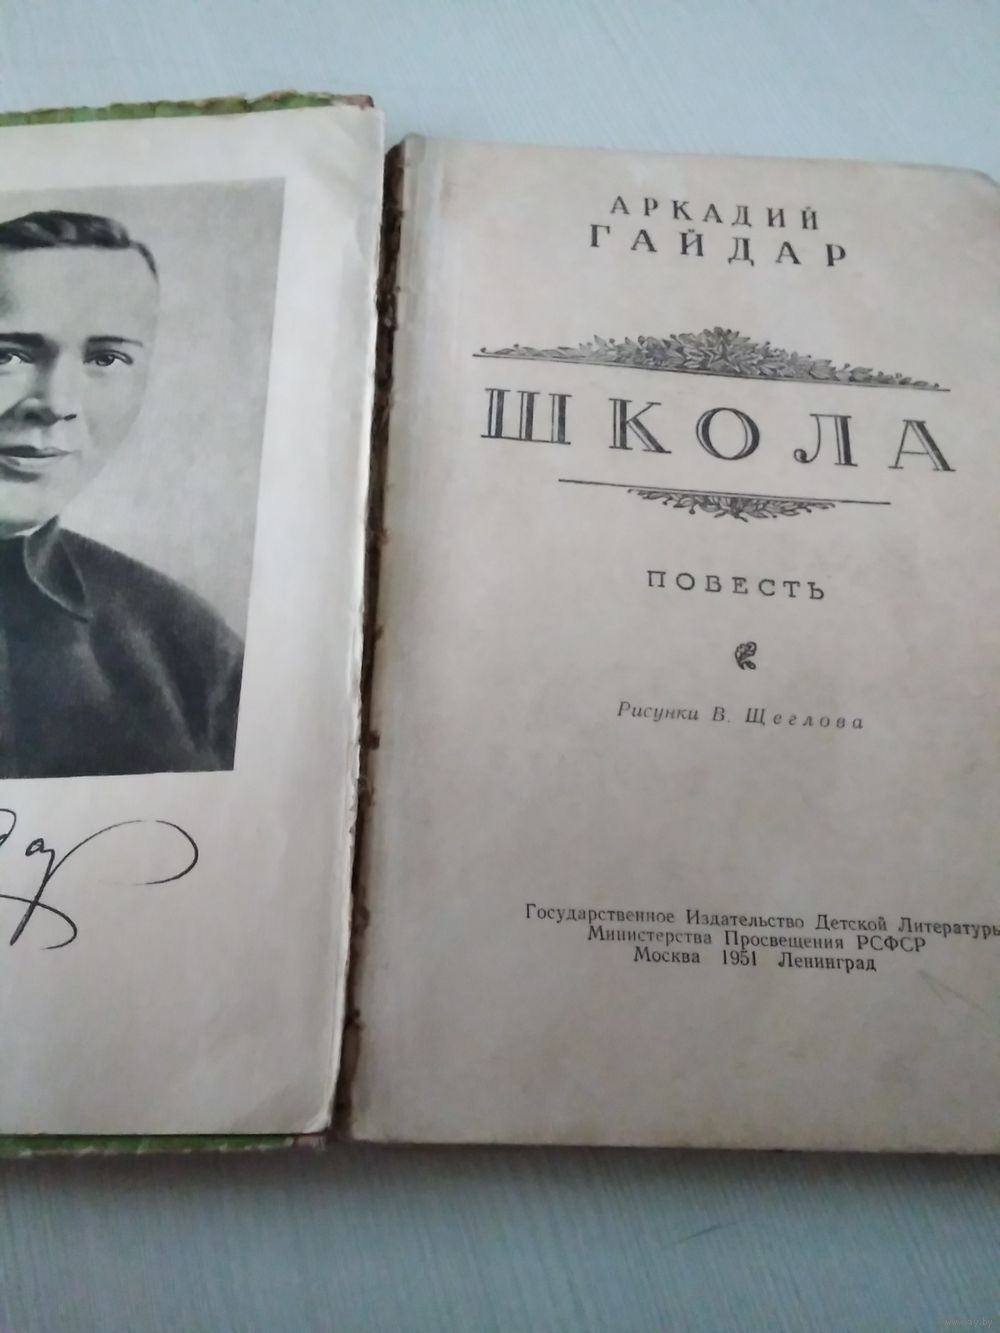 АРКАДИЙ
ГАЙДАР
ШКОЛА
ПОВЕСТЬ
Рисунки В. Щеглова
Государственное Издательство Детской Литературы
Министерства Просвещения РСФСР
Москва 1951 Ленинград